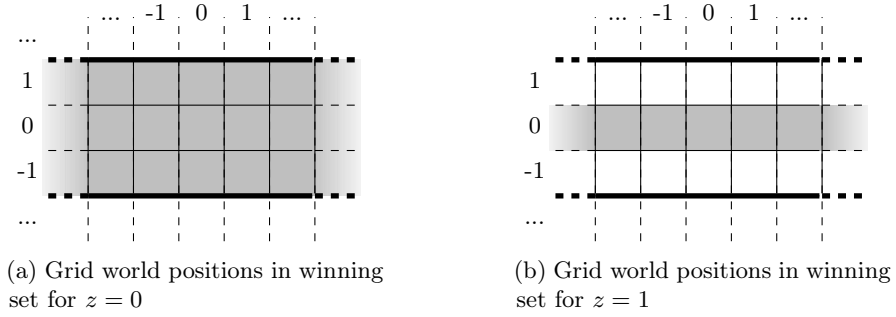 ... -1 0 1 ...
...
1
0
-1
...
(a) Grid world positions in winning
set for z = 0
... -1 0 1 ...
...
1
0
-1
...
(b) Grid world positions in winning
set for z = 1